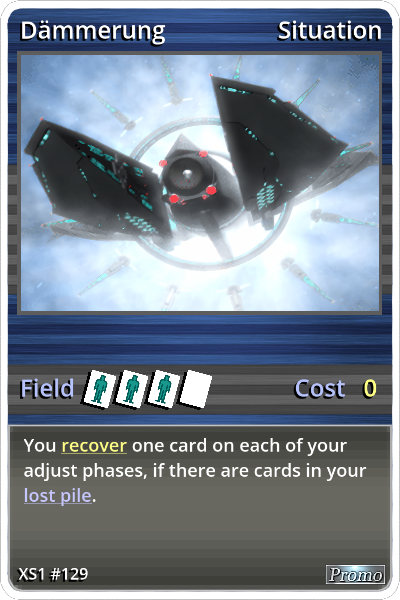 Dämmerung Situation
Field Cost 0
You recover one card on each of your
adjust phases, if there are cards in your
lost pile.
XS1 #129 Promo